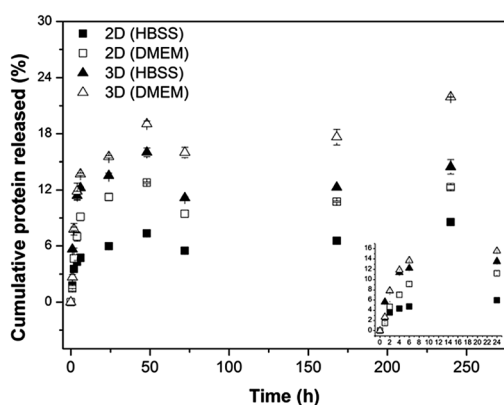 30
24
18
12
6
0
Cumulative protein released (%)
2D (HBSS)
2D (DMEM)
3D (HBSS)
3D (DMEM)
16
14
12
10
8
6
4
2
0
0 2 4 6 8 10 12 14 16 18 20 22 24
0 50 100 150 200 250
Time (h)